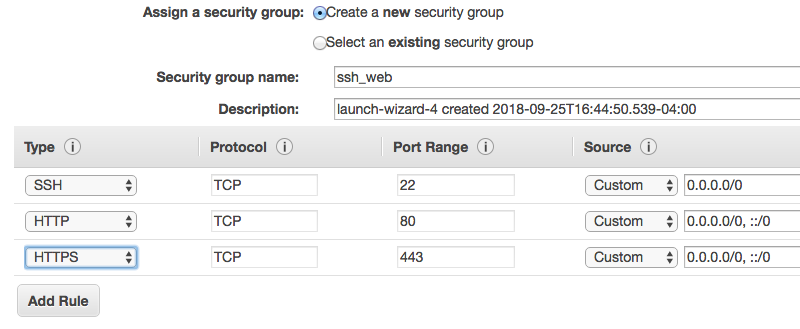 Assign a security group: Create a new security group
Select an existing security group
Security group name: ssh_web
Description: launch-wizard-4 created 2018-09-25T16:44:50.539-04:00
Type i Protocol i Port Range i Source i
SSH TCP 22 Custom 0.0.0.0/0
HTTP TCP 80 Custom 0.0.0.0/0, ::/0
HTTPS TCP 443 Custom 0.0.0.0/0, ::/0
Add Rule